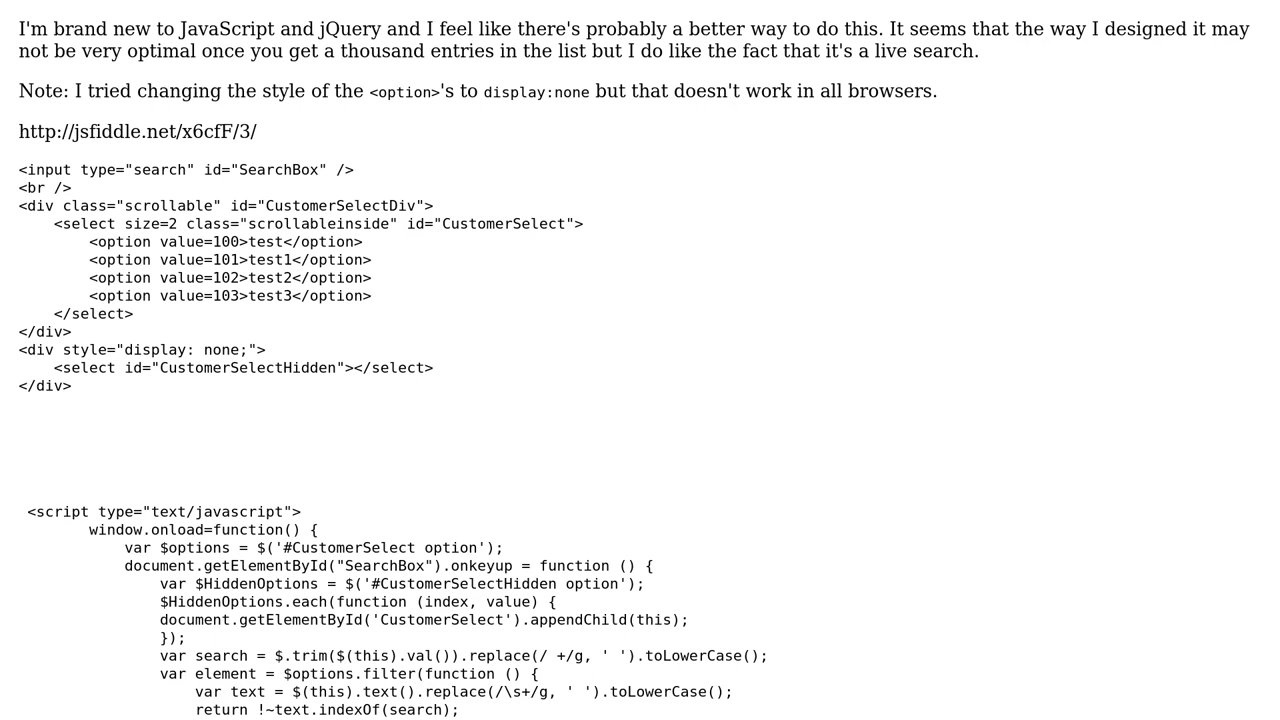 I'm brand new to JavaScript and jQuery and I feel like there's probably a better way to do this. It seems that the way I designed it may
not be very optimal once you get a thousand entries in the list but I do like the fact that it's a live search.
Note: I tried changing the style of the <option>'s to display:none but that doesn't work in all browsers.
http://jsfiddle.net/x6cfF/3/
<input type="search" id="SearchBox" />
<br />
<div class="scrollable" id="CustomerSelectDiv">
    <select size=2 class="scrollableinside" id="CustomerSelect">
        <option value=100>test</option>
        <option value=101>test1</option>
        <option value=102>test2</option>
        <option value=103>test3</option>
    </select>
</div>
<div style="display: none;">
    <select id="CustomerSelectHidden"></select>
</div>
 <script type="text/javascript">
        window.onload=function() {
            var $options = $('#CustomerSelect option');
            document.getElementById("SearchBox").onkeyup = function () {
                var $HiddenOptions = $('#CustomerSelectHidden option');
                $HiddenOptions.each(function (index, value) {
                document.getElementById('CustomerSelect').appendChild(this);
                });
                var search = $.trim($(this).val()).replace(/ +/g, ' ').toLowerCase();
                var element = $options.filter(function () {
                    var text = $(this).text().replace(/\s+/g, ' ').toLowerCase();
                    return !~text.indexOf(search);